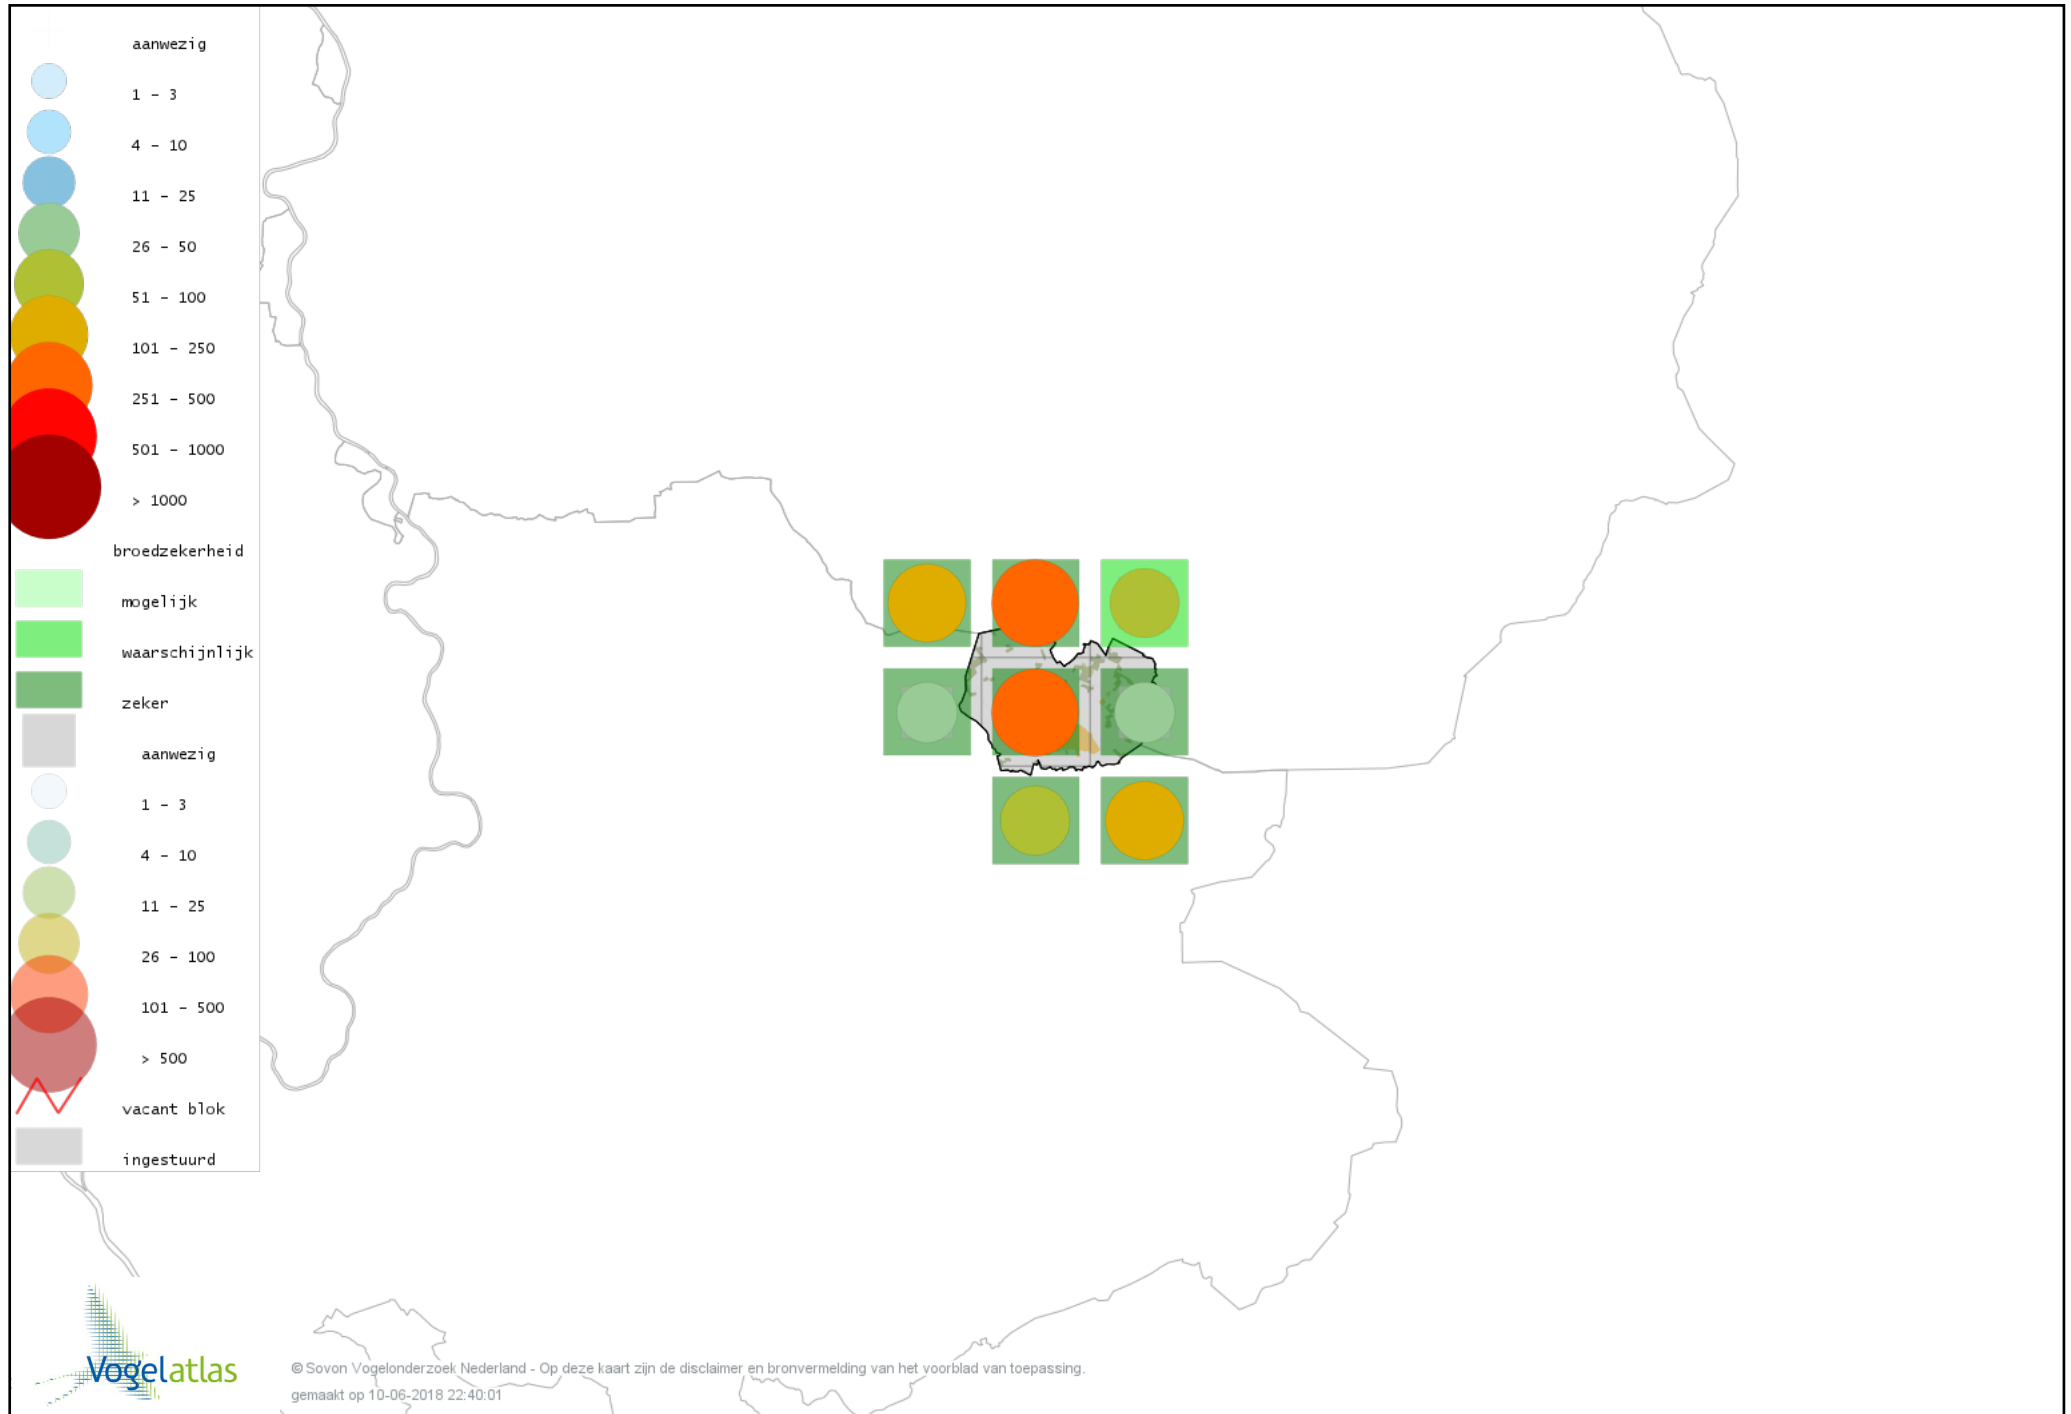 aanwezig
1 - 3
4 - 10
11 - 25
26 - 50
51 - 100
101 - 250
251 - 500
501 - 1000
> 1000
broedzekerheid
mogelijk
waarschijnlijk
zeker
aanwezig
1 - 3
4 - 10
11 - 25
26 - 100
101 - 500
> 500
vacant blok
ingestuurd
Vogelatlas
© Sovon Vogelonderzoek Nederland - Op deze kaart zijn de disclaimer en bronvermelding van het voorblad van toepassing.
gemaakt op 10-06-2018 22:40:01